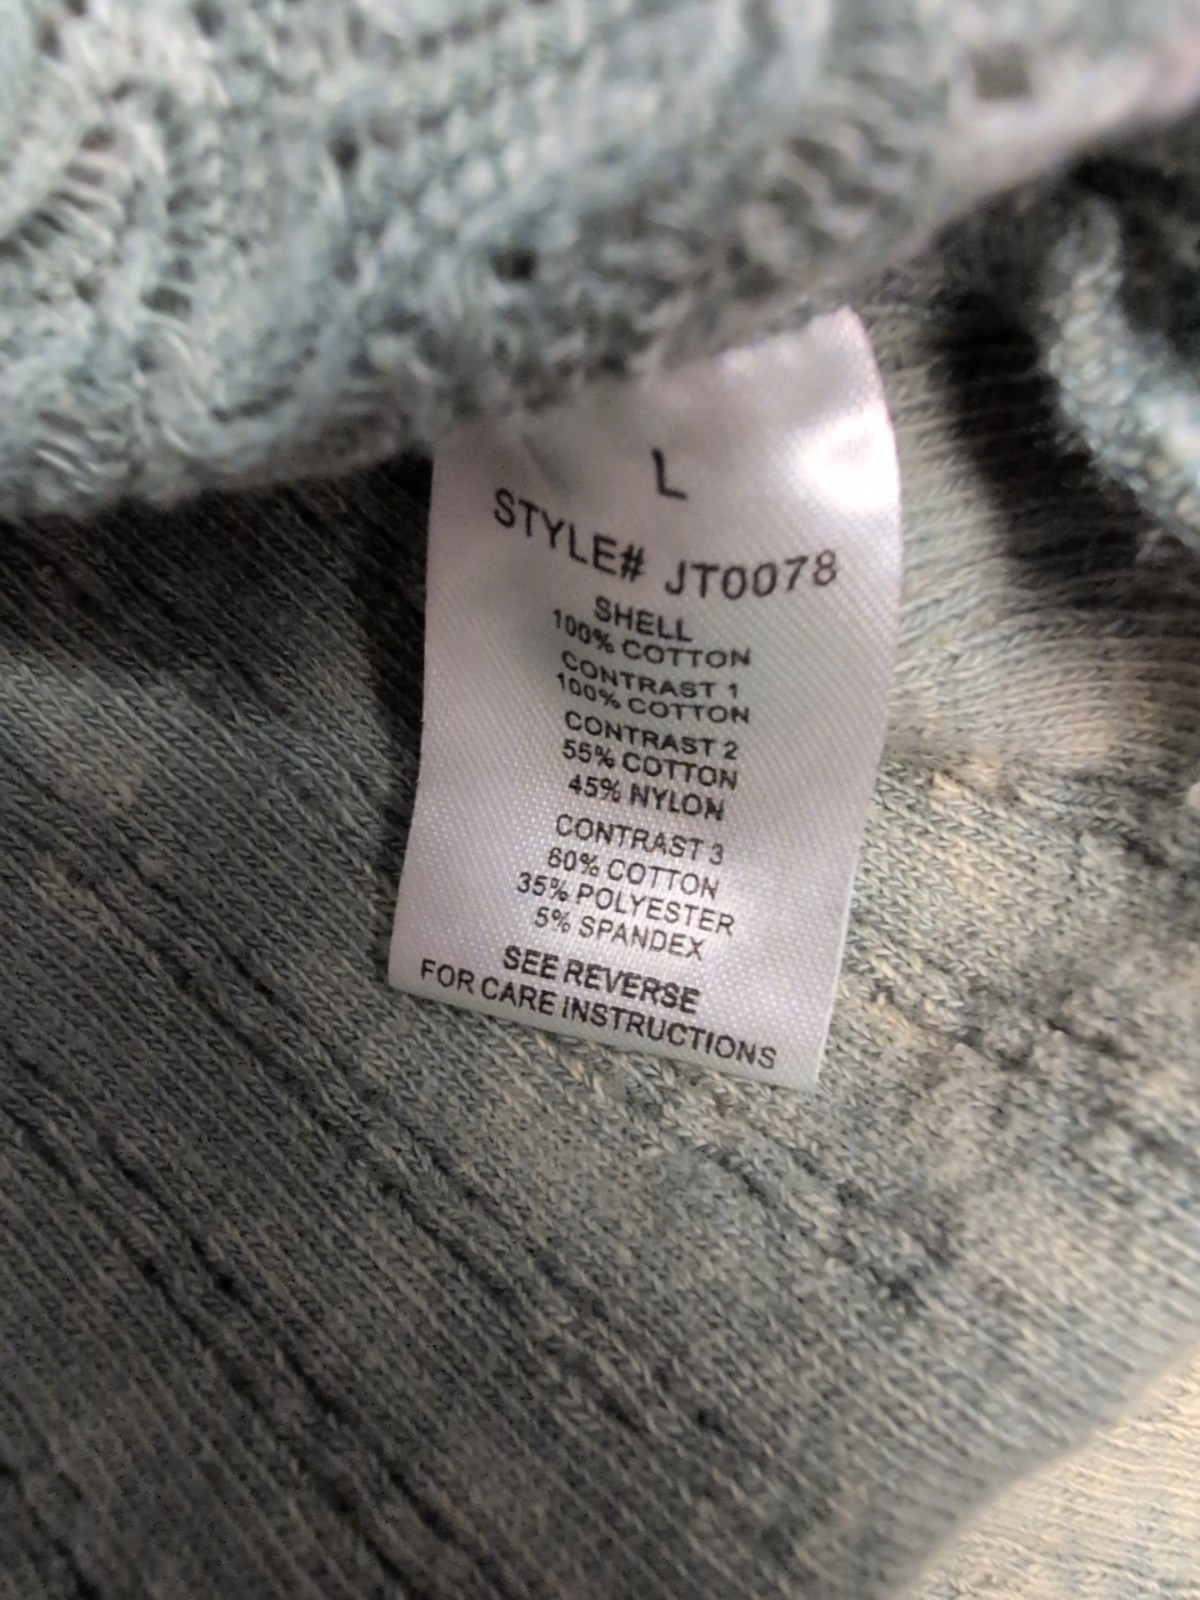 L
STYLE# JT0078
SHELL
100% COTTON
CONTRAST 1
100% COTTON
CONTRAST 2
55% COTTON
45% NYLON
CONTRAST 3
60% COTTON
35% POLYESTER
5% SPANDEX
SEE REVERSE
FOR CARE INSTRUCTIONS